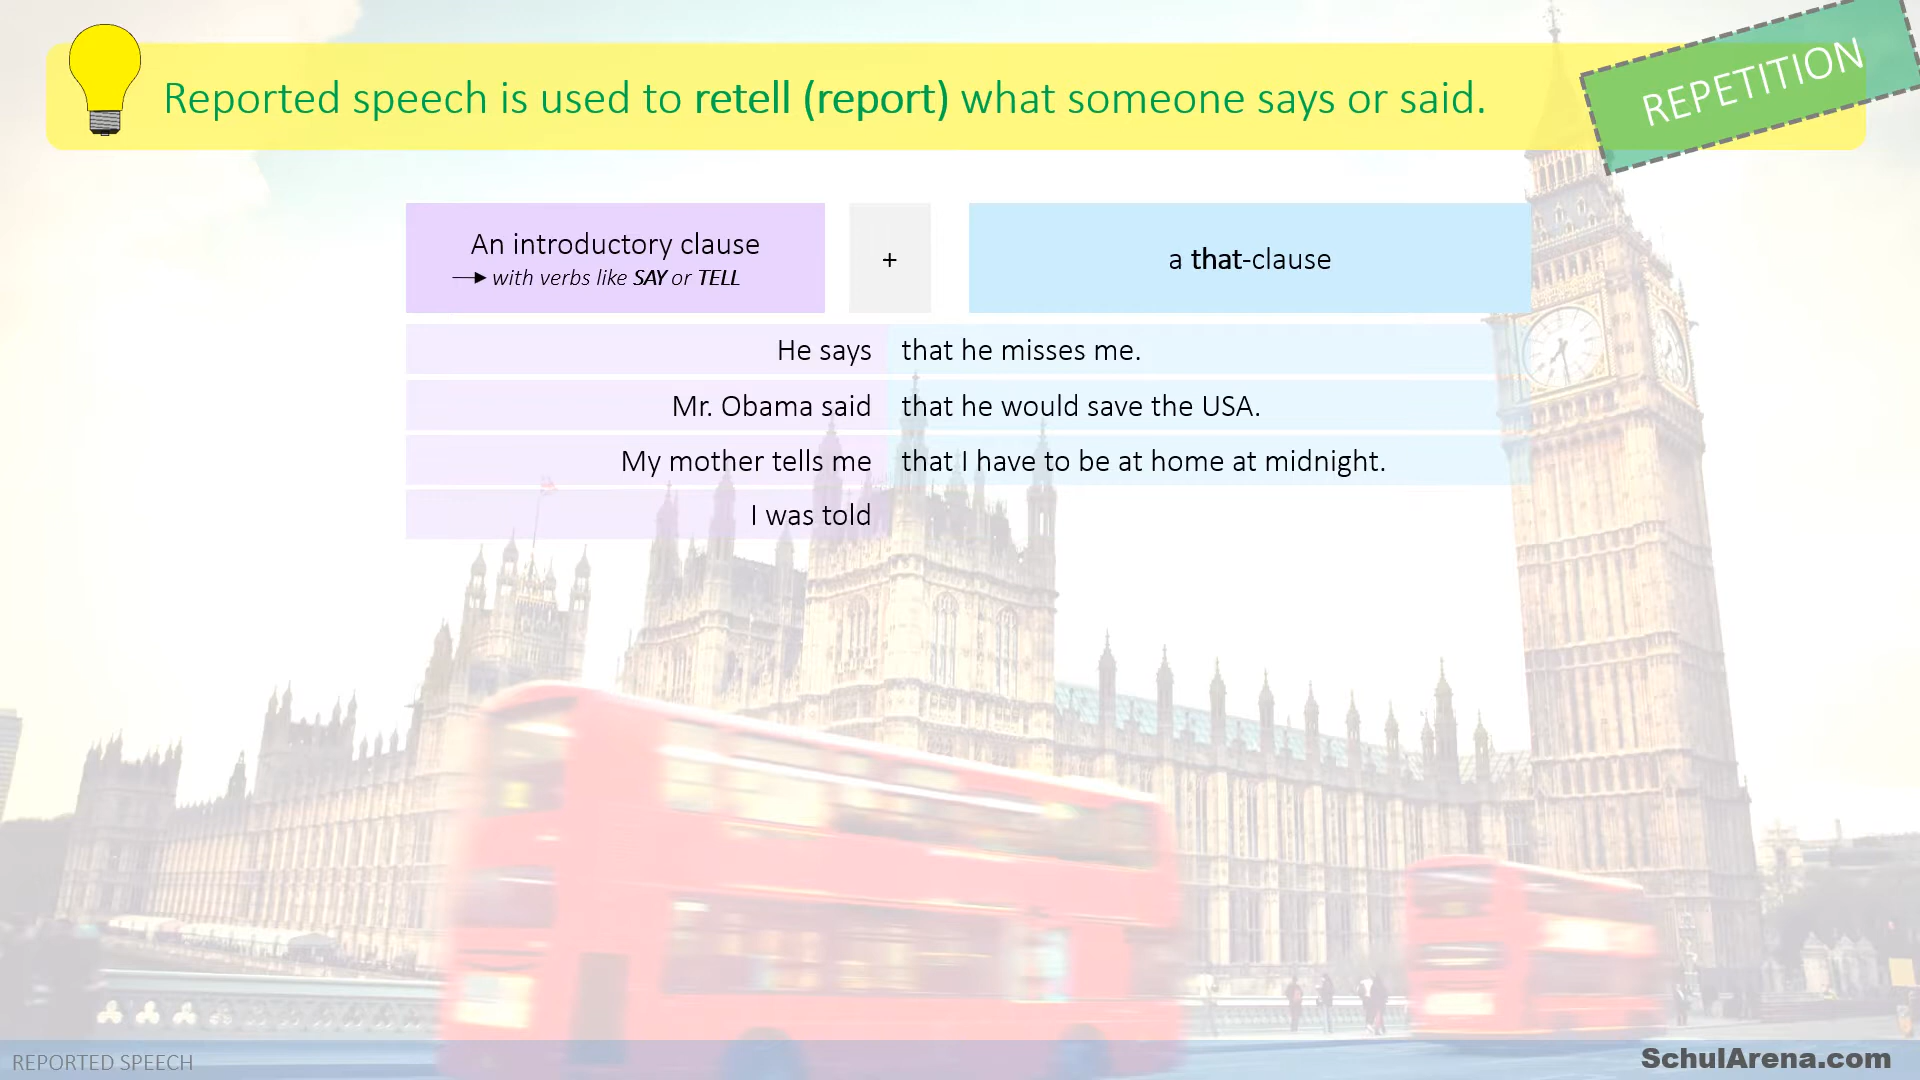 Reported speech is used to retell (report) what someone says or said.
REPETITION
An introductory clause
with verbs like SAY or TELL
+
a that-clause
He says that he misses me.
Mr. Obama said that he would save the USA.
My mother tells me that I have to be at home at midnight.
I was told
REPORTED SPEECH
SchulArena.com